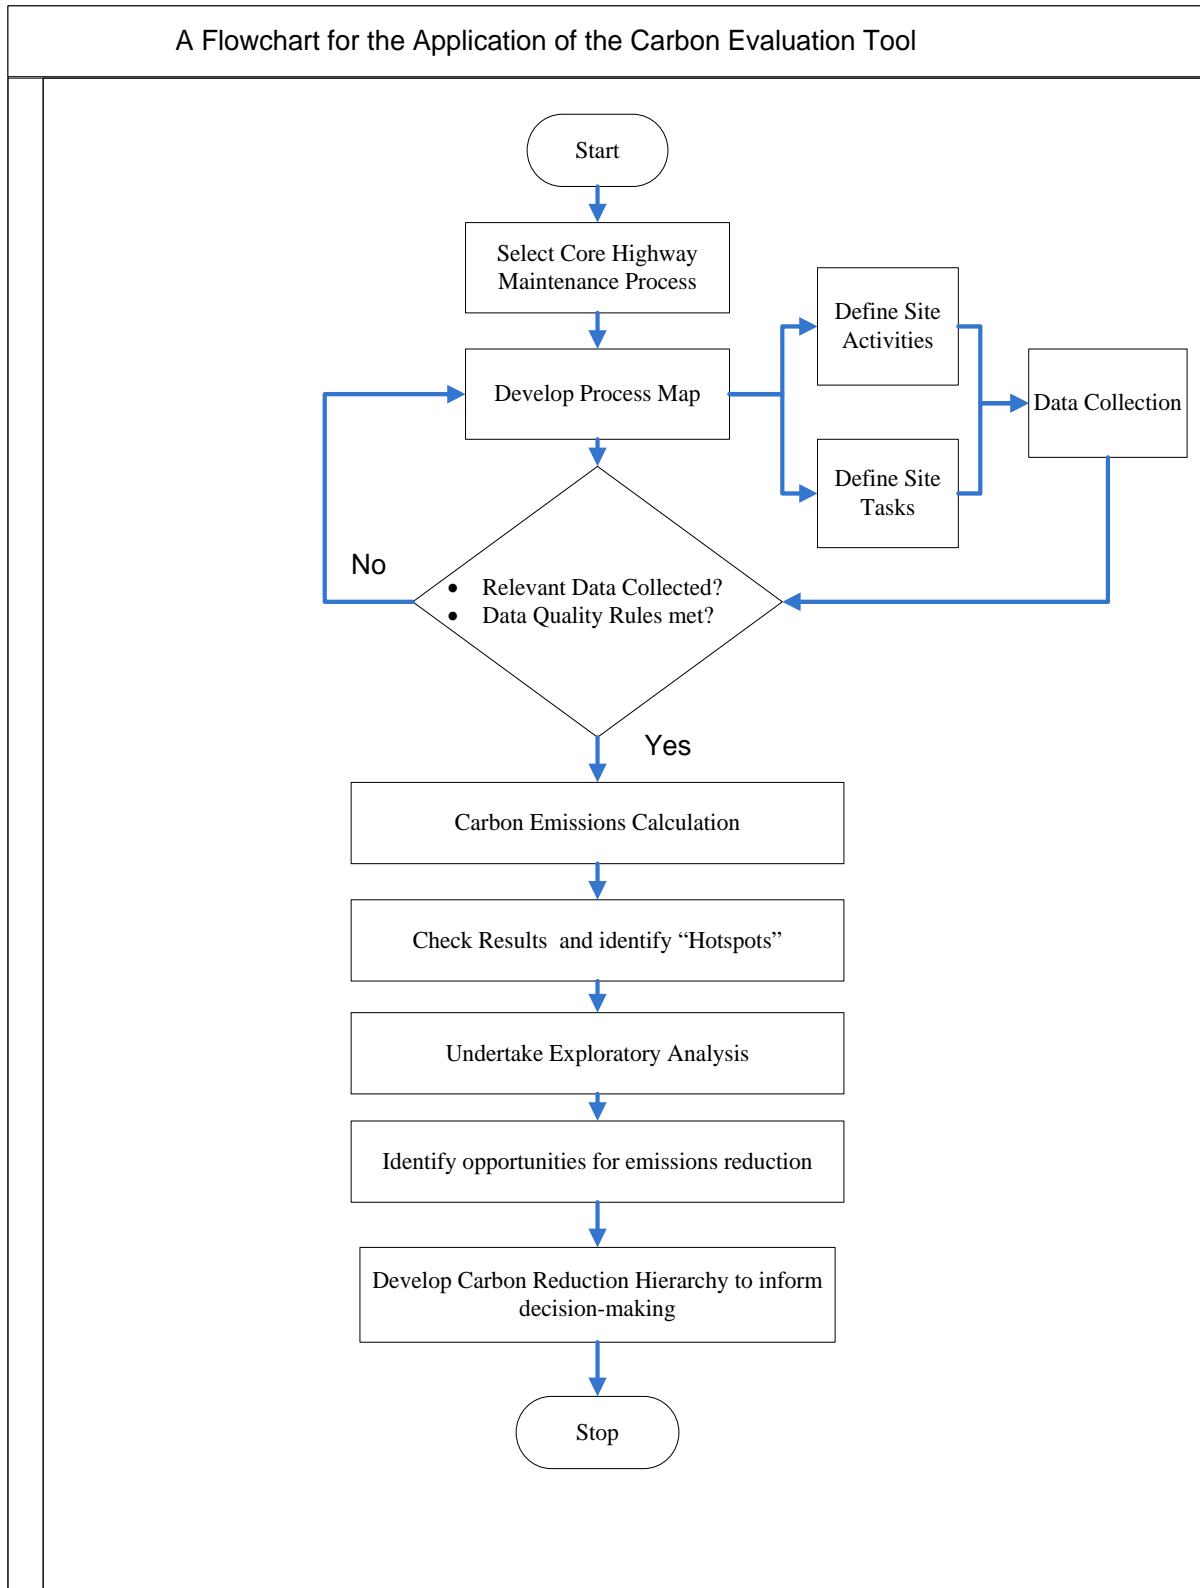 A Flowchart for the Application of the Carbon Evaluation Tool
Start
Select Core Highway
Maintenance Process
Develop Process Map
Define Site
Activities
Define Site
Tasks
Data Collection
No
• Relevant Data Collected?
• Data Quality Rules met?
Yes
Carbon Emissions Calculation
Check Results and identify “Hotspots”
Undertake Exploratory Analysis
Identify opportunities for emissions reduction
Develop Carbon Reduction Hierarchy to inform
decision-making
Stop